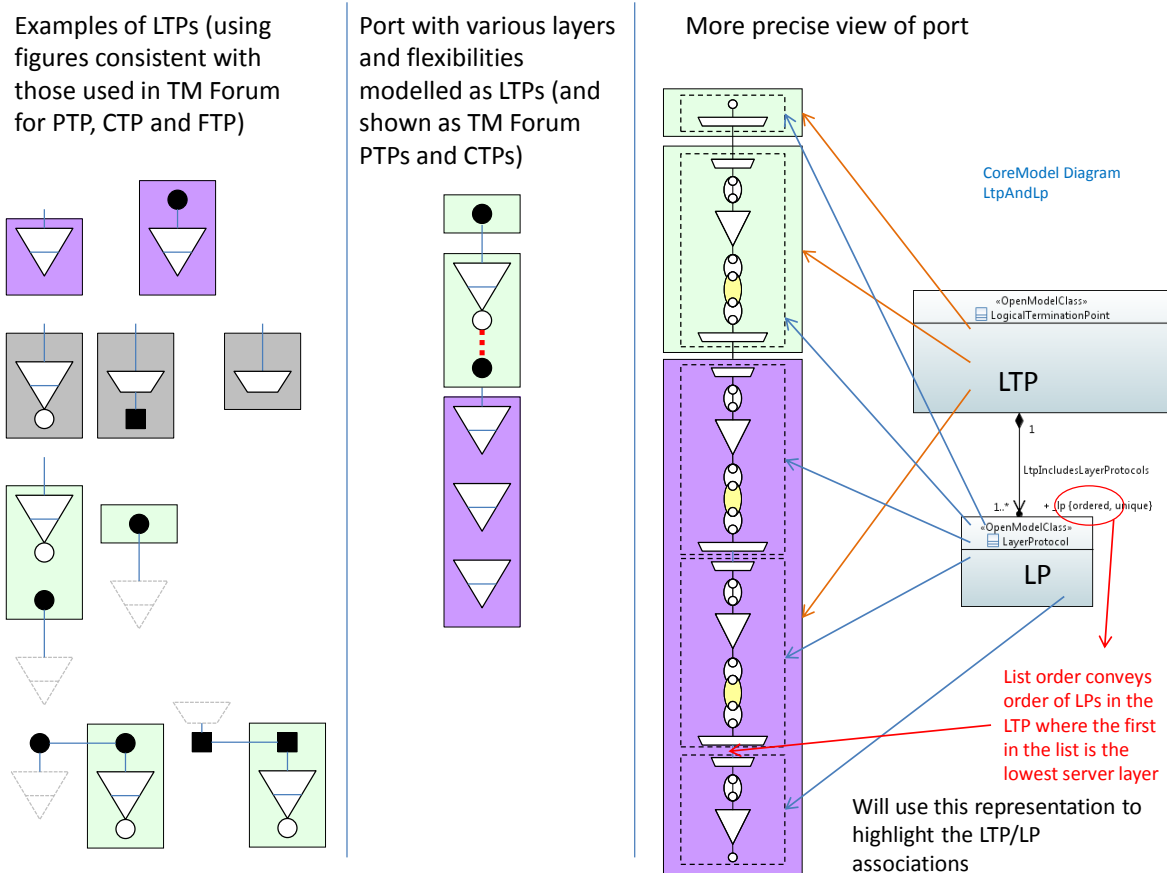 Examples of LTPs (using
figures consistent with
those used in TM Forum
for PTP, CTP and FTP)
Port with various layers
and flexibilities
modelled as LTPs (and
shown as TM Forum
PTPs and CTPs)
More precise view of port
CoreModel Diagram
LtpAndLp
«OpenModelClass»
LogicalTerminationPoint
LTP
1
LtpIncludesLayerProtocols
1..*
+ _lp {ordered, unique}
«OpenModelClass»
LayerProtocol
LP
List order conveys
order of LPs in the
LTP where the first
in the list is the
lowest server layer
Will use this representation to
highlight the LTP/LP
associations